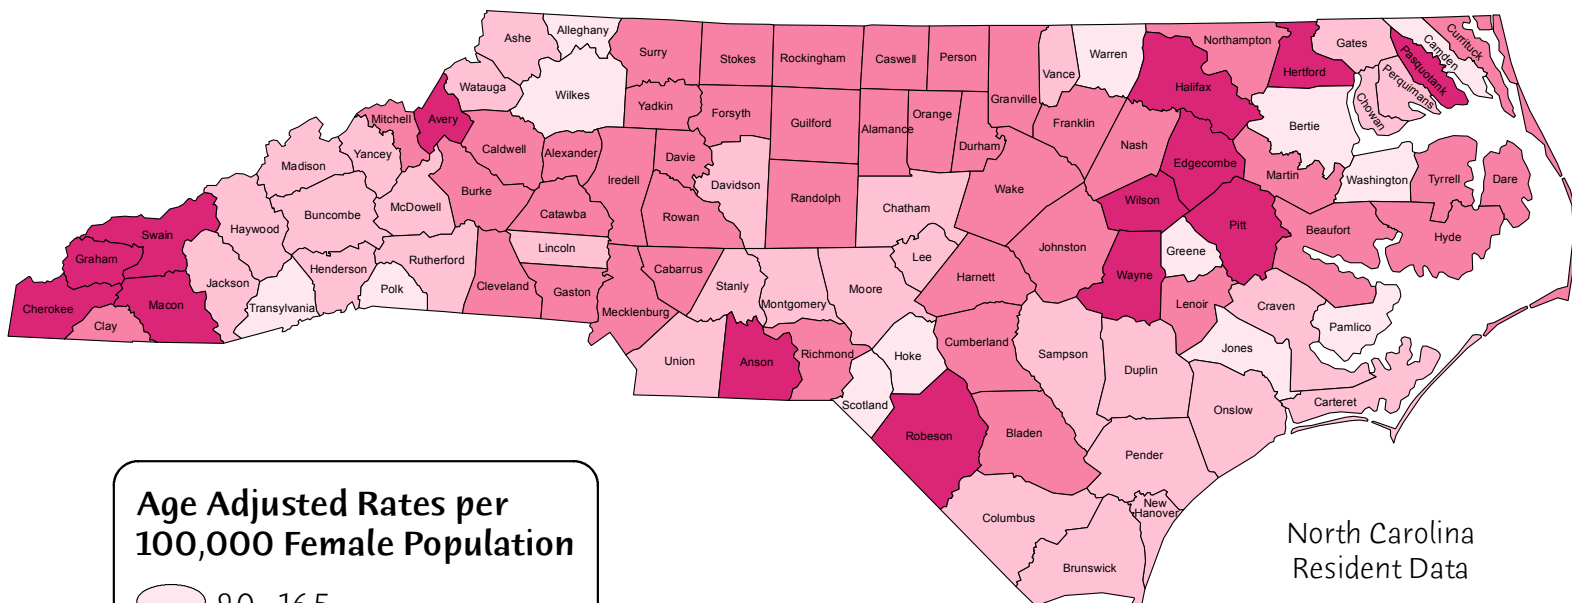 Ashe
Alleghany
Surry
Stokes
Rockingham
Caswell
Person
Granville
Vance
Warren
Northampton
Hertford
Gates
Camden
Currituck
Pasquotank
Perquimans
Chowan
Halifax
Bertie
Watauga
Wilkes
Yadkin
Forsyth
Guilford
Alamance
Orange
Durham
Franklin
Nash
Edgecombe
Martin
Washington
Tyrrell
Dare
Mitchell
Avery
Caldwell
Alexander
Davie
Iredell
Davidson
Randolph
Chatham
Wake
Wilson
Pitt
Beaufort
Hyde
Madison
Yancey
McDowell
Burke
Catawba
Rowan
Buncombe
Haywood
Swain
Graham
Cherokee
Clay
Macon
Jackson
Transylvania
Henderson
Polk
Rutherford
Cleveland
Lincoln
Gaston
Mecklenburg
Cabarrus
Stanly
Montgomery
Moore
Lee
Harnett
Johnston
Wayne
Greene
Lenoir
Craven
Pamlico
Jones
Union
Anson
Richmond
Hoke
Scotland
Cumberland
Sampson
Duplin
Onslow
Carteret
Robeson
Bladen
Pender
Columbus
New
Hanover
Brunswick
Age Adjusted Rates per
100,000 Female Population
North Carolina
Resident Data